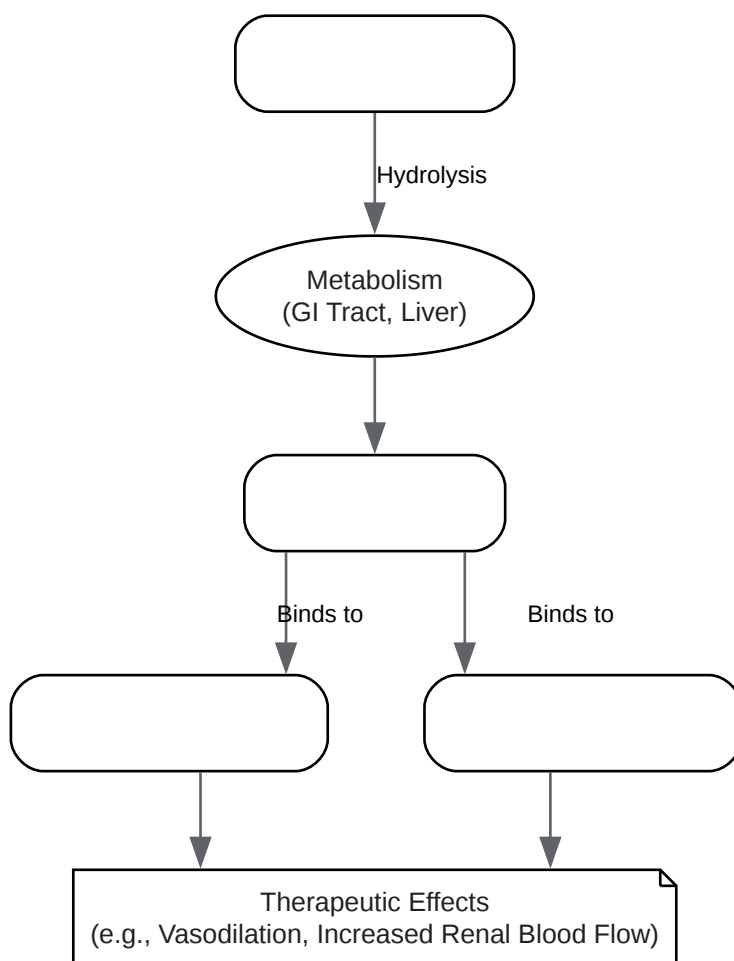 Hydrolysis
Metabolism
(GI Tract, Liver)
Binds to
Binds to
Therapeutic Effects
(e.g., Vasodilation, Increased Renal Blood Flow)